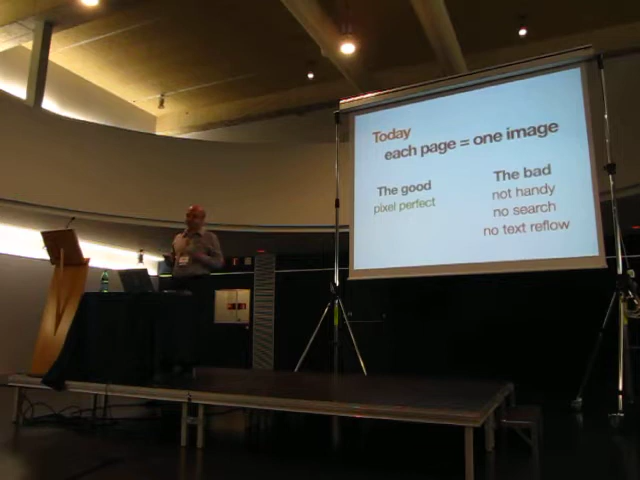 Today
each page = one image
The good
pixel perfect
The bad
not handy
no search
no text reflow